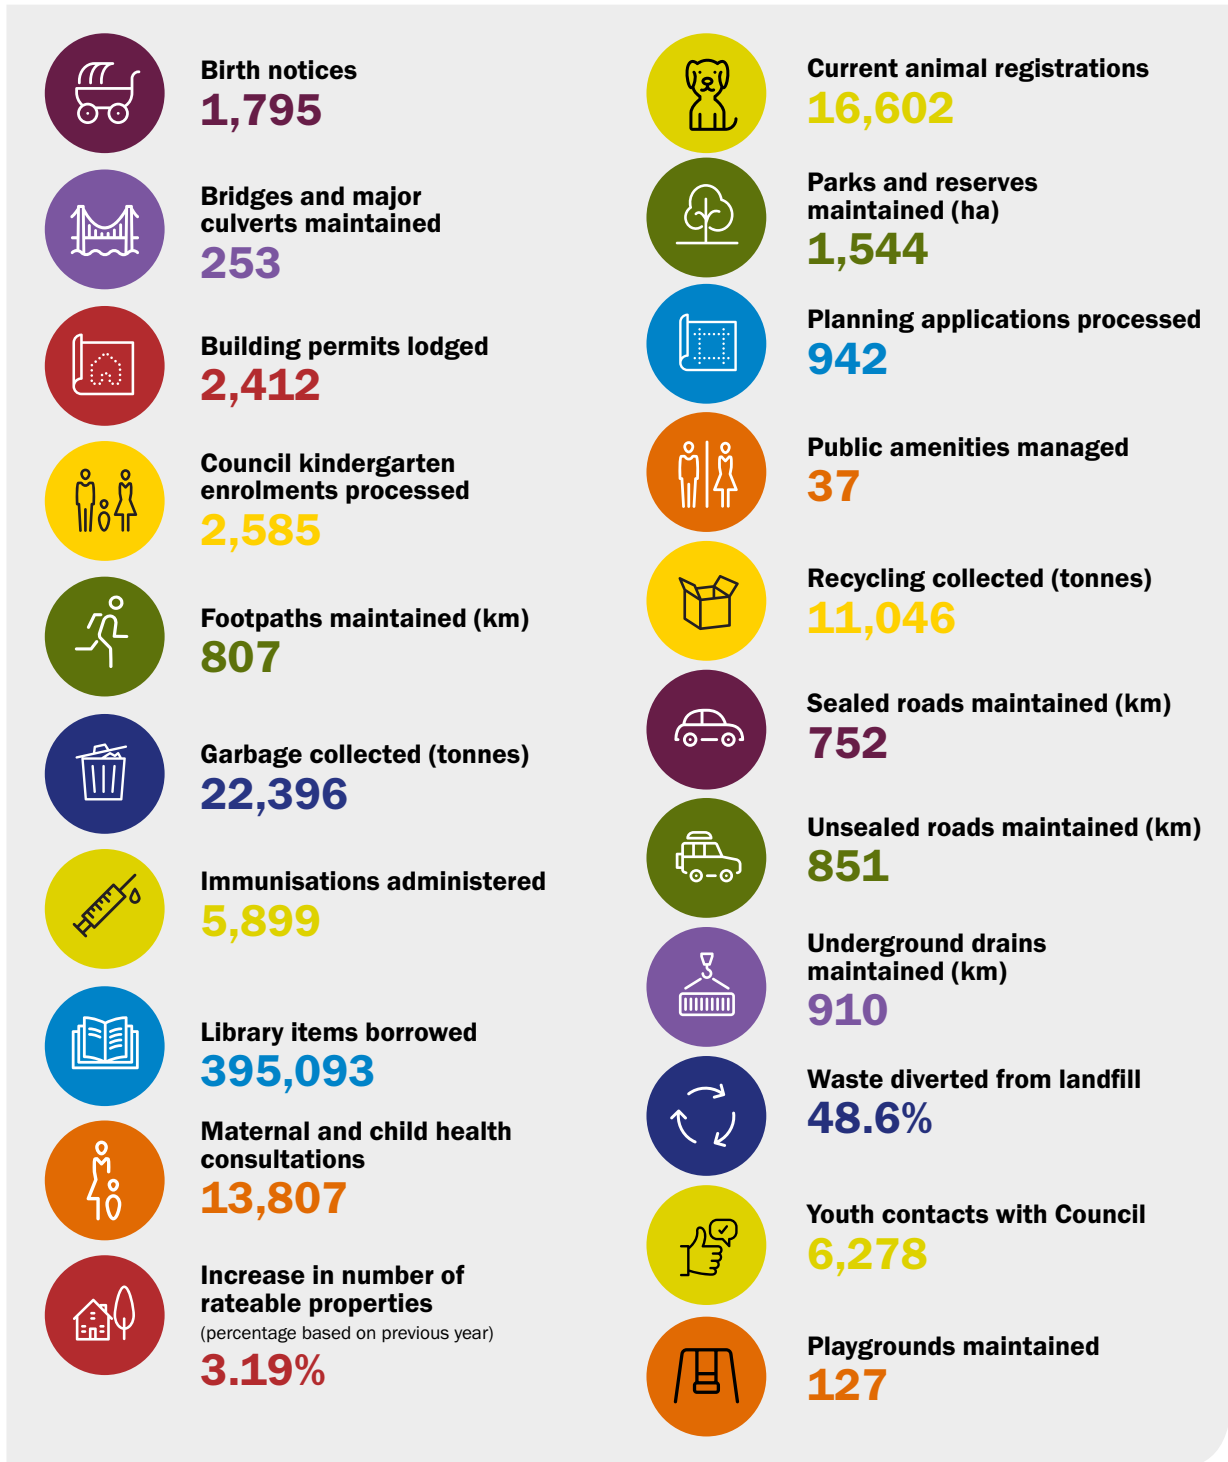 Birth notices
1,795
Bridges and major
culverts maintained
253
Building permits lodged
2,412
Council kindergarten
enrolments processed
2,585
Footpaths maintained (km)
807
Garbage collected (tonnes)
22,396
Immunisations administered
5,899
Library items borrowed
395,093
Maternal and child health
consultations
13,807
Increase in number of
rateable properties
(percentage based on previous year)
3.19%
Current animal registrations
16,602
Parks and reserves
maintained (ha)
1,544
Planning applications processed
942
Public amenities managed
37
Recycling collected (tonnes)
11,046
Sealed roads maintained (km)
752
Unsealed roads maintained (km)
851
Underground drains
maintained (km)
910
Waste diverted from landfill
48.6%
Youth contacts with Council
6,278
Playgrounds maintained
127